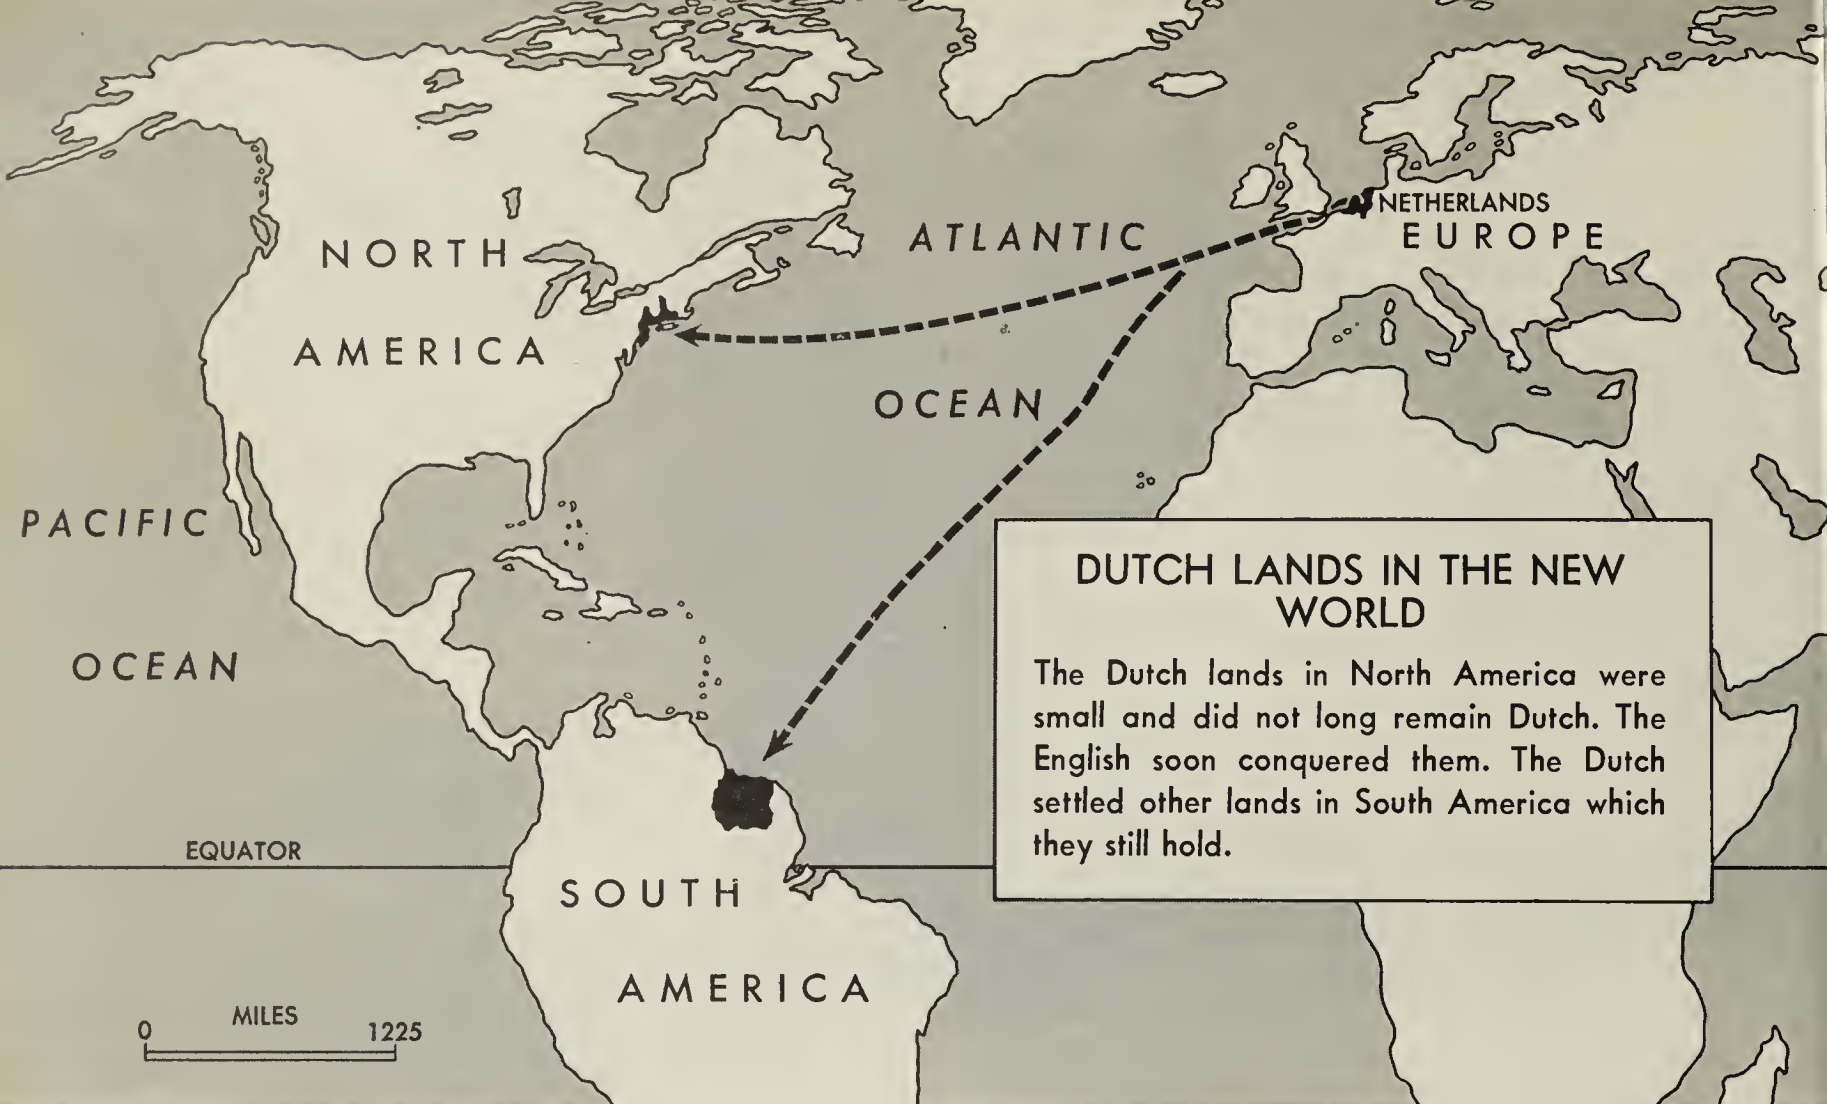 NETHERLANDS
EUROPE
ATLANTIC
NORTH
AMERICA
OCEAN
PACIFIC
OCEAN
DUTCH LANDS IN THE NEW
WORLD
The Dutch lands in North America were
small and did not long remain Dutch. The
English soon conquered them. The Dutch
settled other lands in South America which
they still hold.
EQUATOR
SOUTH
AMERICA
MILES
0 1225